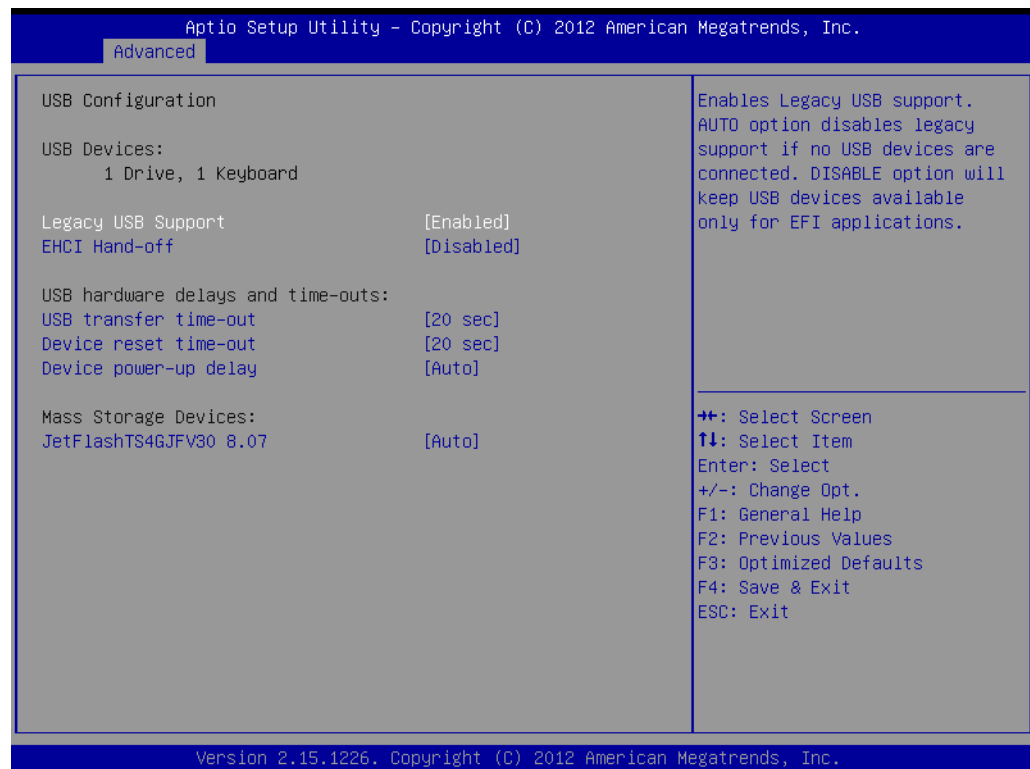 Aptio Setup Utility – Copyright (C) 2012 American Megatrends, Inc.
Advanced
USB Configuration
USB Devices:
1 Drive, 1 Keyboard
Legacy USB Support [Enabled]
EHCI Hand-off [Disabled]
USB hardware delays and time-outs:
USB transfer time-out [20 sec]
Device reset time-out [20 sec]
Device power-up delay [Auto]
Mass Storage Devices:
JetFlashTS4GJFV30 8.07 [Auto]
Enables Legacy USB support.
AUTO option disables legacy
support if no USB devices are
connected. DISABLE option will
keep USB devices available
only for EFI applications.
→←: Select Screen
↑↓: Select Item
Enter: Select
+/-: Change Opt.
F1: General Help
F2: Previous Values
F3: Optimized Defaults
F4: Save & Exit
ESC: Exit
Version 2.15.1226. Copyright (C) 2012 American Megatrends, Inc.